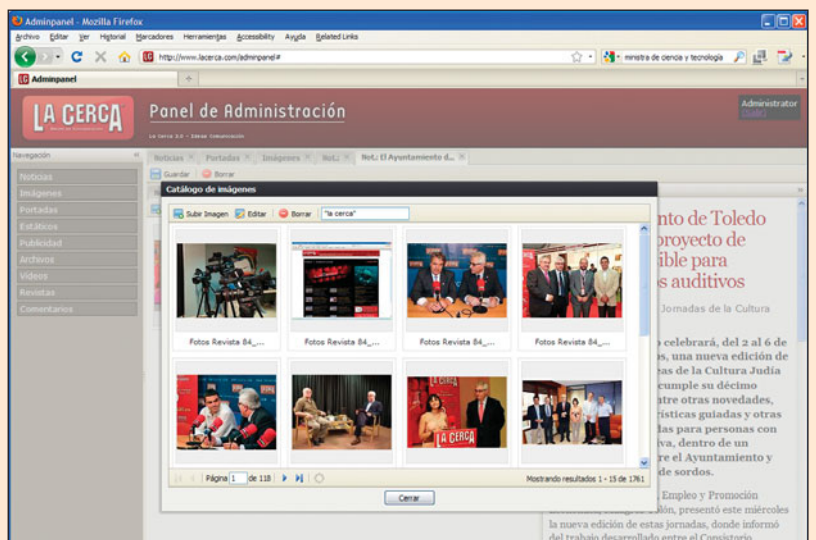 Adminpanel - Mozilla Firefox
Archivo Editar Ver Historial Marcadores Herramientas Accessibility Ayuda Related Links
http://www.lacerca.com/adminpanel#
ministra de ciencia y tecnología
Adminpanel
LA CERCA
Panel de Administración
La Cerca 2.0 - Ideas Comunicación
Administrator
(Salir)
Navegación
Noticias
Imágenes
Portadas
Estáticos
Publicidad
Archivos
Vídeos
Revistas
Comentarios
Noticias Portadas Imágenes Not.: Not.: El Ayuntamiento d...
Guardar Borrar
Catálogo de imágenes
Subir Imagen Editar Borrar "la cerca"
Fotos Revista 84_... Fotos Revista 84_... Fotos Revista 84_... Fotos Revista 84_...
LA CERCA
Página 1 de 118
Mostrando resultados 1 - 15 de 1761
Cerrar
nto de Toledo
proyecto de
ible para
s auditivos
Jornadas de la Cultura
celebrará, del 2 al 6 de
s, una nueva edición de
as de la Cultura Judía
cumple su décimo
ntre otras novedades,
rísticas guiadas y otras
las para personas con
va, dentro de un
re el Ayuntamiento y
de sordos.
Empleo y Promoción
presentó este miércoles
la nueva edición de estas jornadas, donde informó
del trabajo desarrollado entre el Consistorio